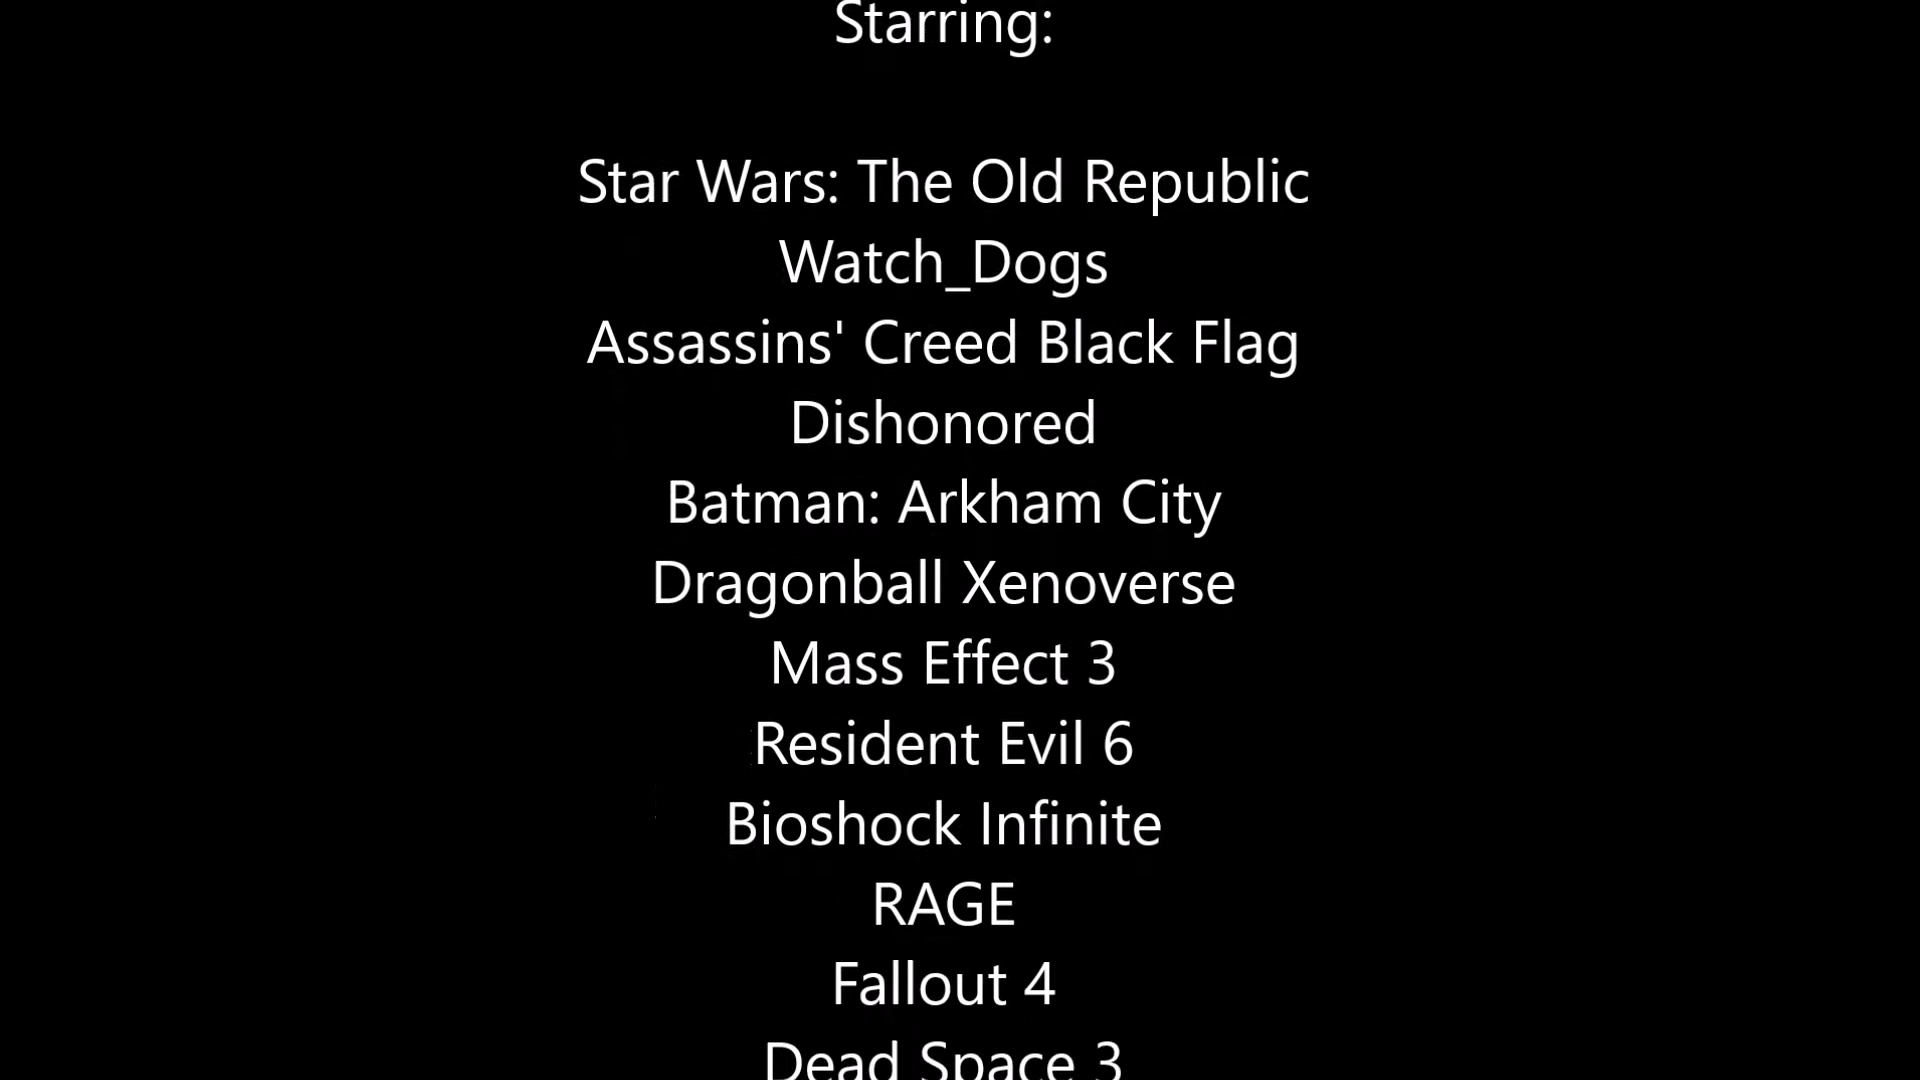 Starring:
Star Wars: The Old Republic
Watch_Dogs
Assassins' Creed Black Flag
Dishonored
Batman: Arkham City
Dragonball Xenoverse
Mass Effect 3
Resident Evil 6
Bioshock Infinite
RAGE
Fallout 4
Dead Space 3